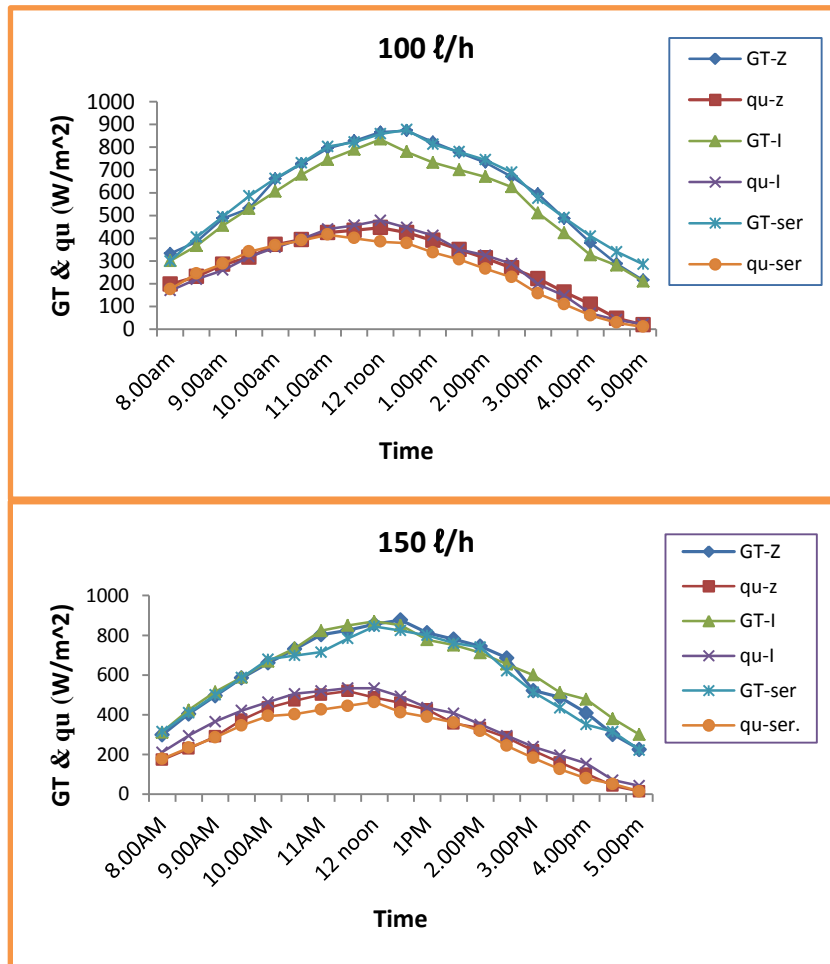 100 ℓ/h
GT & qu (W/m^2)
1000
900
800
700
600
500
400
300
200
100
0
8.00am
9.00am
10.00am
11.00am
12 noon
1.00pm
2.00pm
3.00pm
4.00pm
5.00pm
Time
GT-Z
qu-z
GT-I
qu-I
GT-ser
qu-ser
150 ℓ/h
GT & qu (W/m^2)
1000
800
600
400
200
0
8.00AM
9.00AM
10.00AM
11AM
12 noon
1PM
2.00PM
3.00PM
4.00pm
5.00pm
Time
GT-Z
qu-z
GT-I
qu-I
GT-ser
qu-ser.